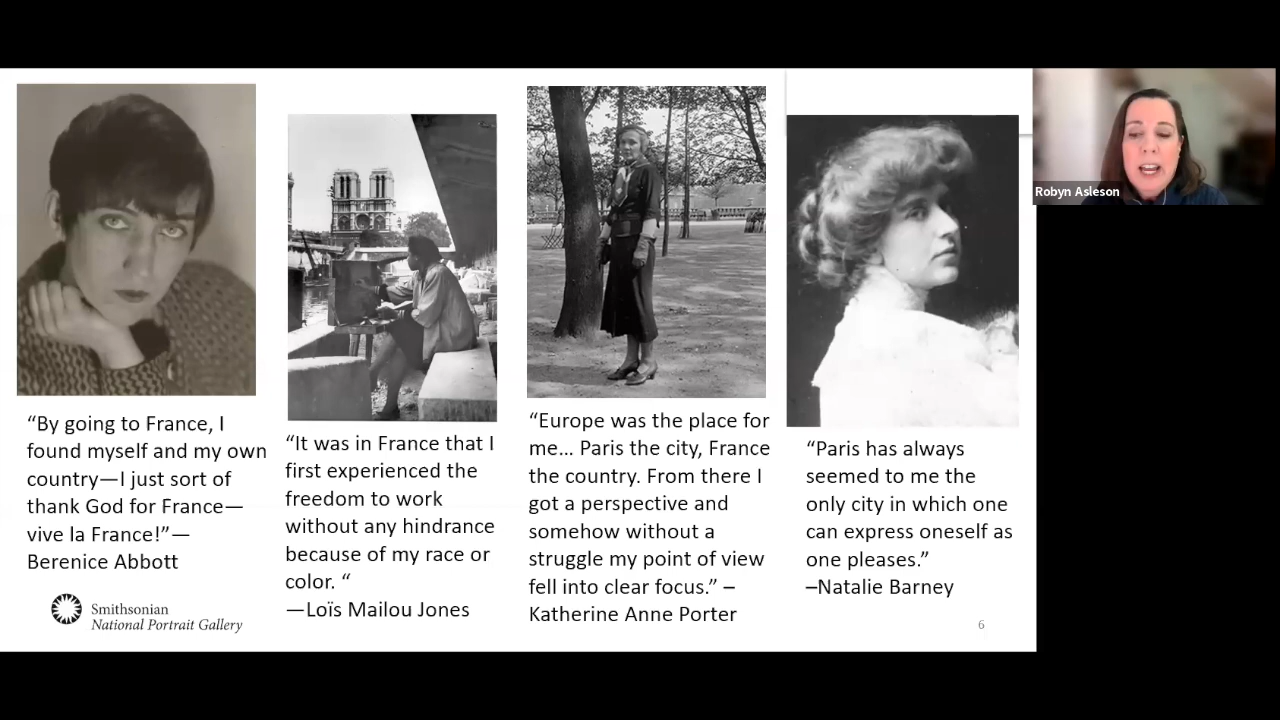 “By going to France, I
found myself and my own
country—I just sort of
thank God for France—
vive la France!”—
Berenice Abbott
“It was in France that I
first experienced the
freedom to work
without any hindrance
because of my race or
color. “
—Loïs Mailou Jones
“Europe was the place for
me... Paris the city, France
the country. From there I
got a perspective and
somehow without a
struggle my point of view
fell into clear focus.” –
Katherine Anne Porter
“Paris has always
seemed to me the
only city in which one
can express oneself as
one pleases.”
–Natalie Barney
Smithsonian
National Portrait Gallery
6
Robyn Asleson